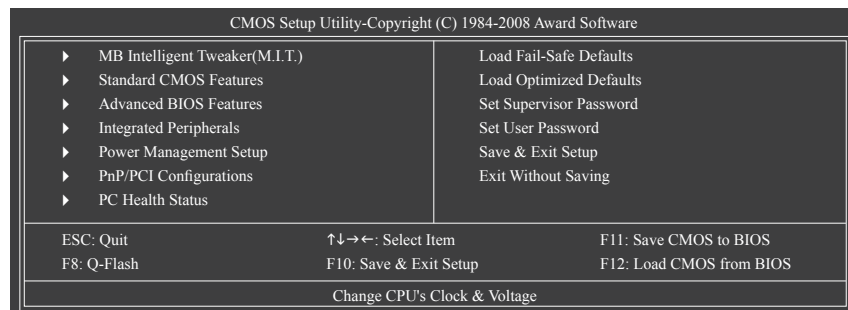 CMOS Setup Utility-Copyright (C) 1984-2008 Award Software
MB Intelligent Tweaker(M.I.T.)
Standard CMOS Features
Advanced BIOS Features
Integrated Peripherals
Power Management Setup
PnP/PCI Configurations
PC Health Status
Load Fail-Safe Defaults
Load Optimized Defaults
Set Supervisor Password
Set User Password
Save & Exit Setup
Exit Without Saving
ESC: Quit
↑↓→←: Select Item
F11: Save CMOS to BIOS
F8: Q-Flash
F10: Save & Exit Setup
F12: Load CMOS from BIOS
Change CPU's Clock & Voltage